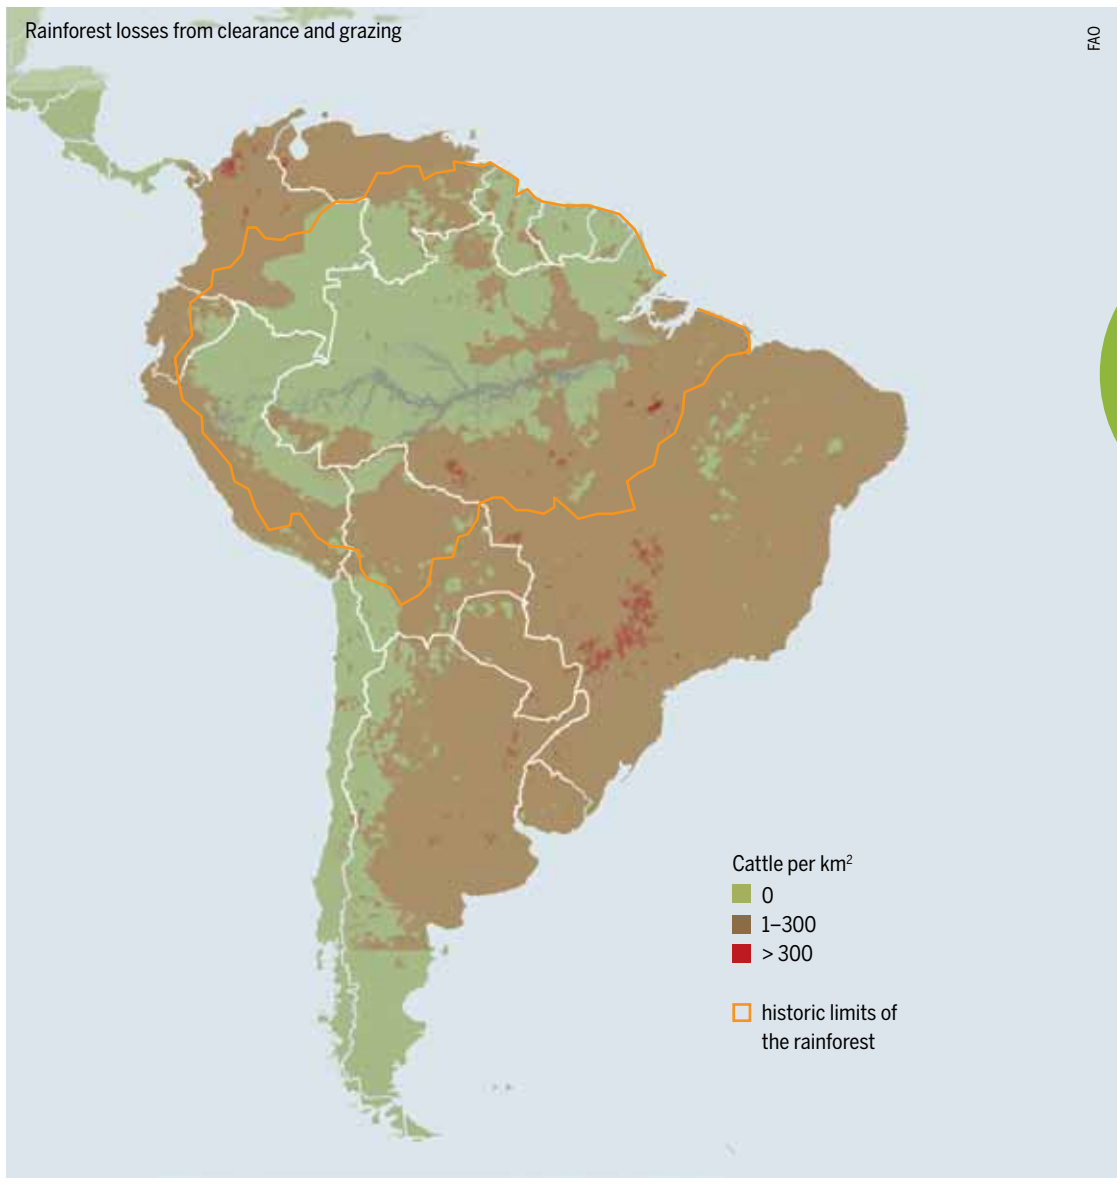 Rainforest losses from clearance and grazing
FAO
Cattle per km²
0
1–300
> 300
historic limits of
the rainforest